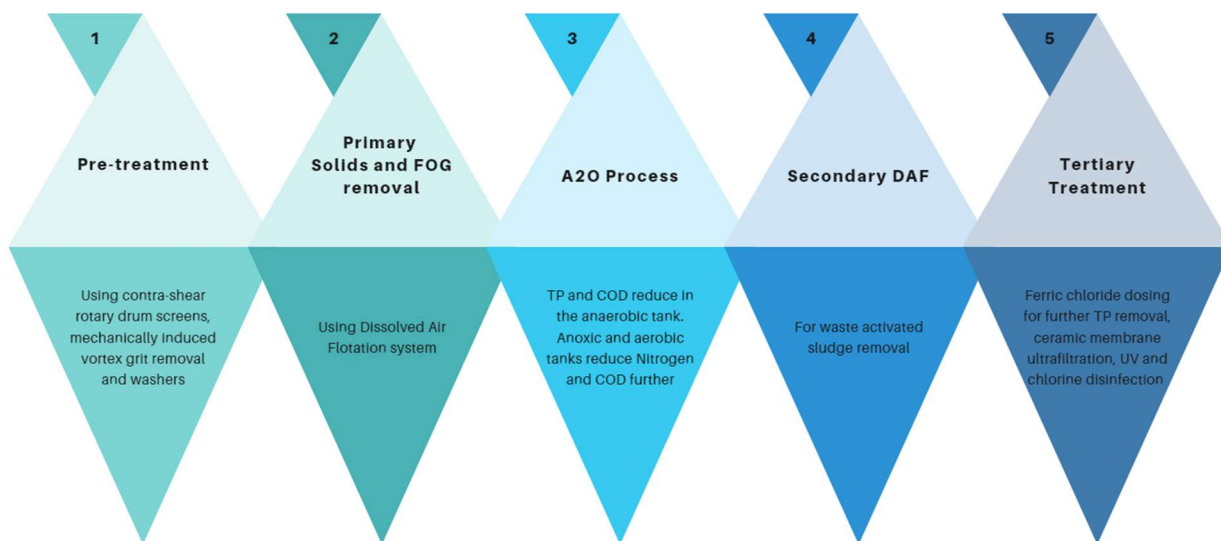 1
Pre-treatment
Using contra-shear
rotary drum screens,
mechanically induced
vortex grit removal
and washers
2
Primary
Solids and FOG
removal
Using Dissolved Air
Flotation system
3
A2O Process
TP and COD reduce in
the anaerobic tank.
Anoxic and aerobic
tanks reduce Nitrogen
and COD further
4
Secondary DAF
For waste activated
sludge removal
5
Tertiary
Treatment
Ferric chloride dosing
for further TP removal,
ceramic membrane
ultrafiltration, UV and
chlorine disinfection